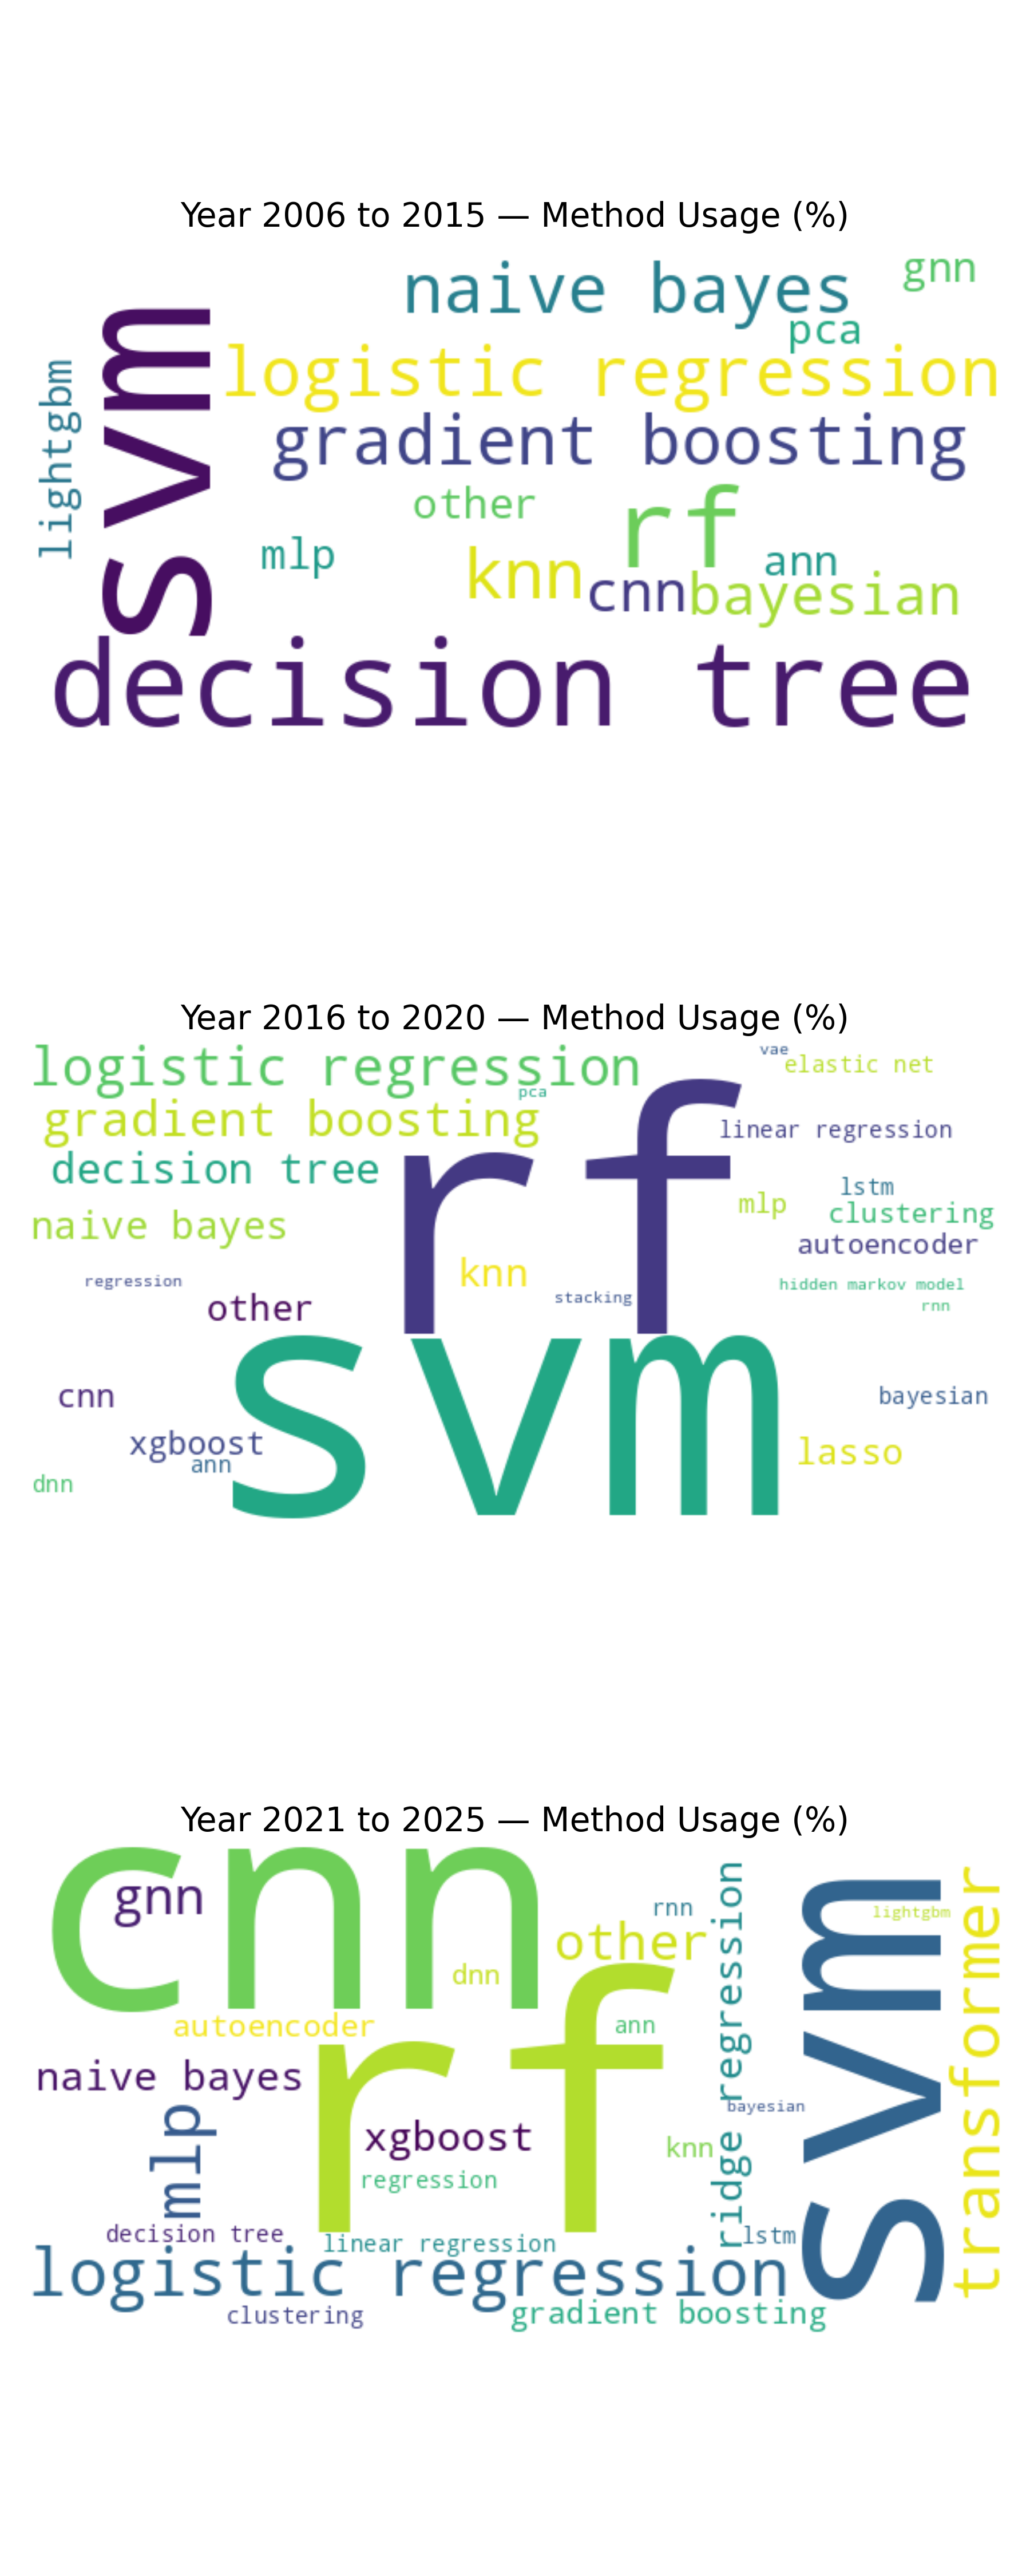 Year 2006 to 2015 — Method Usage (%)
naive bayes
gnn
pca
svm
lightgbm
logistic regression
gradient boosting
other
rf
mlp
knn
ann
cnn
bayesian
decision tree
Year 2016 to 2020 — Method Usage (%)
logistic regression
vae
elastic net
pca
gradient boosting
rf
linear regression
decision tree
lstm
mlp
clustering
naive bayes
autoencoder
knn
regression
hidden markov model
stacking
other
rnn
svm
cnn
bayesian
xgboost
lasso
ann
dnn
Year 2021 to 2025 — Method Usage (%)
cnn
gnn
rnn
ridge regression
svm
lightgbm
transformer
other
dnn
autoencoder
rf
ann
naive bayes
bayesian
mlp
xgboost
knn
regression
decision tree
linear regression
lstm
logistic regression
clustering
gradient boosting